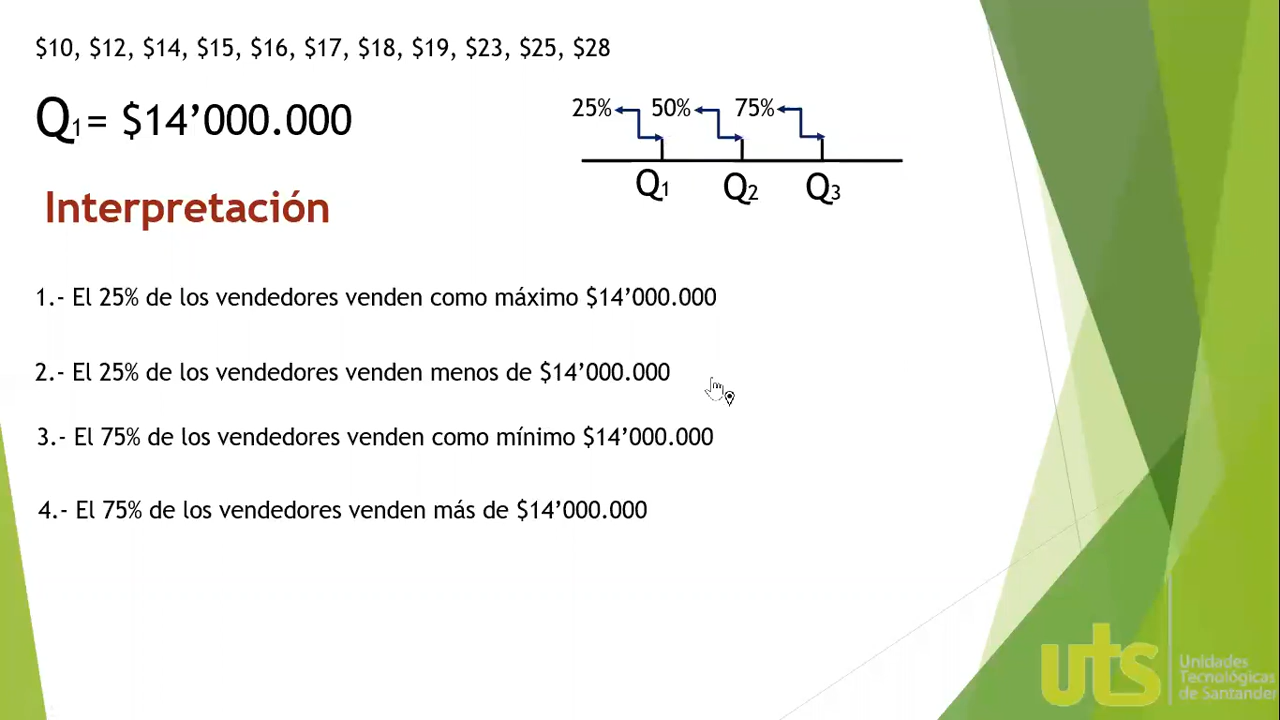 $10, $12, $14, $15, $16, $17, $18, $19, $23, $25, $28
Q1= $14’000.000
25% 50% 75%
Q1 Q2 Q3
Interpretación
1.- El 25% de los vendedores venden como máximo $14’000.000
2.- El 25% de los vendedores venden menos de $14’000.000
3.- El 75% de los vendedores venden como mínimo $14’000.000
4.- El 75% de los vendedores venden más de $14’000.000
uts
Unidades
Tecnológicas
de Santander